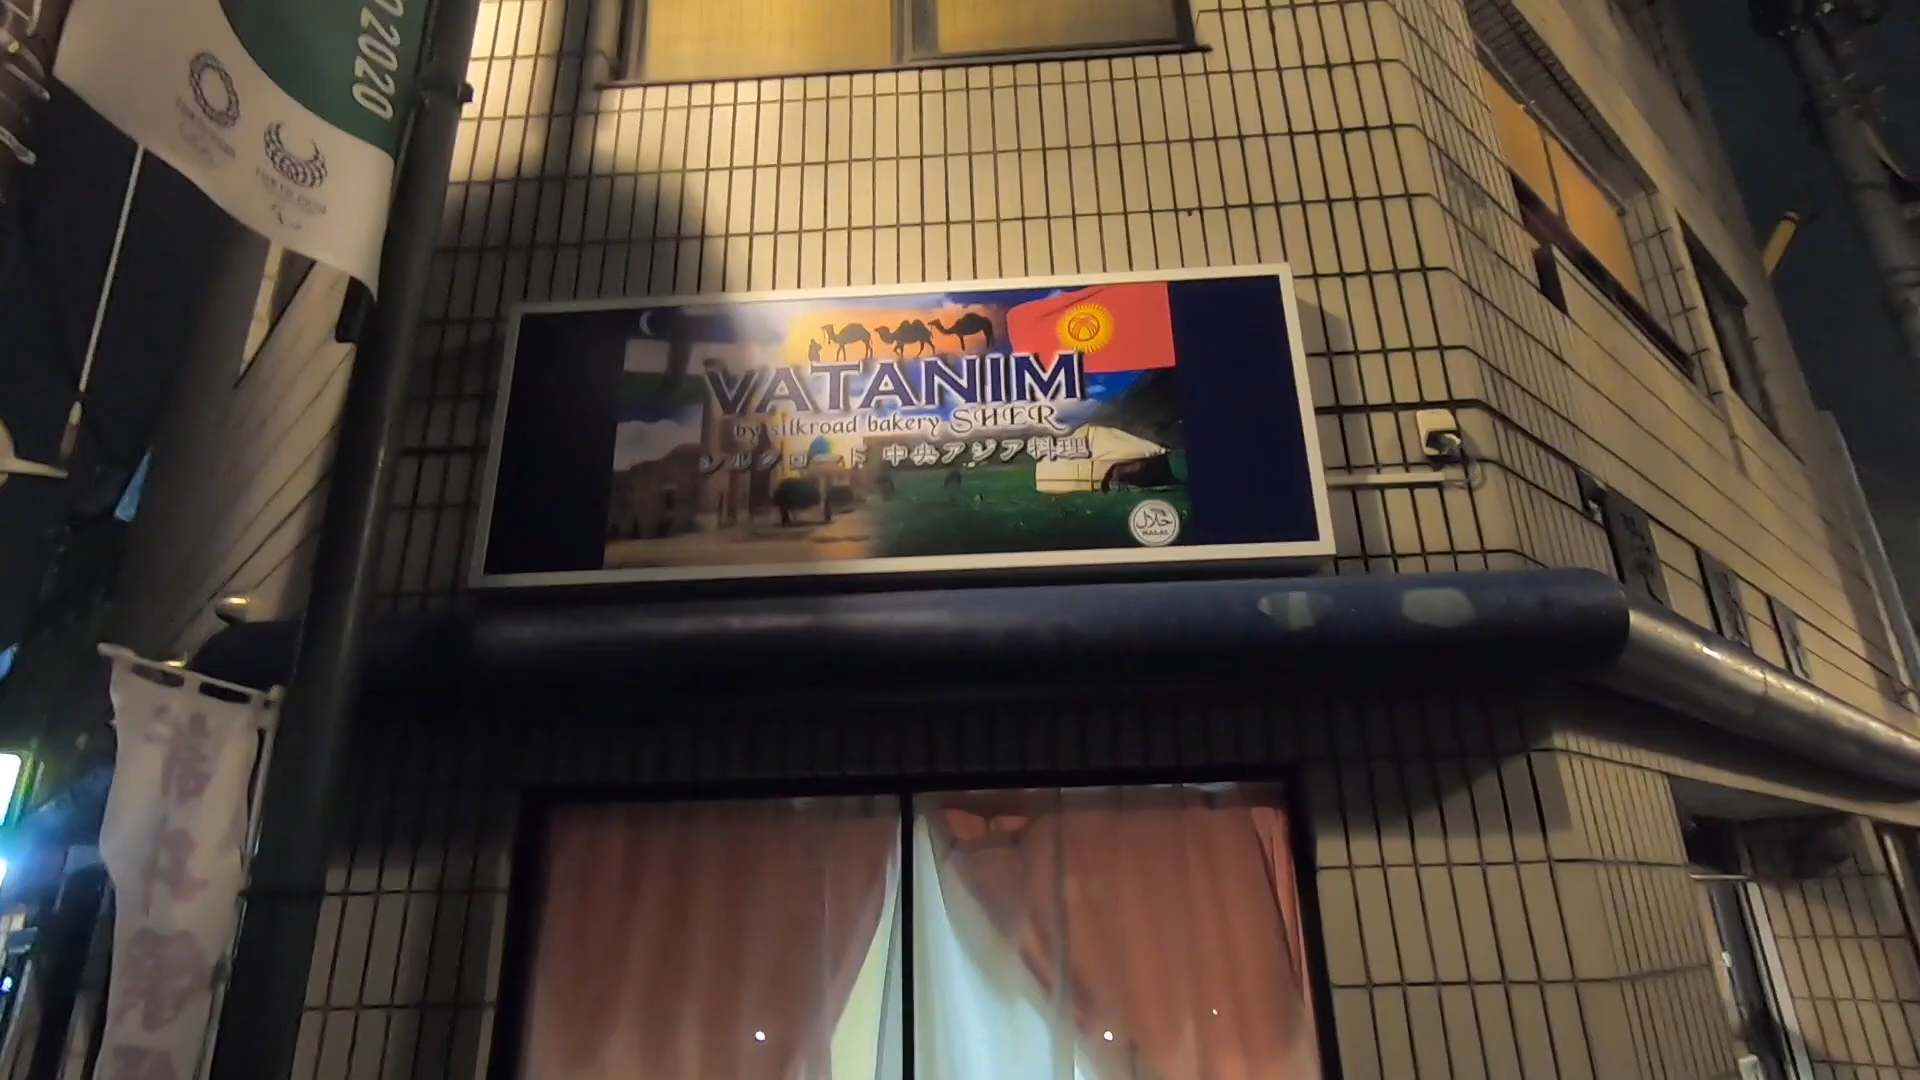 2020
VATANIM
by silkroad bakery SHER
シルクロード 中央アジア料理
حلال
HALAL